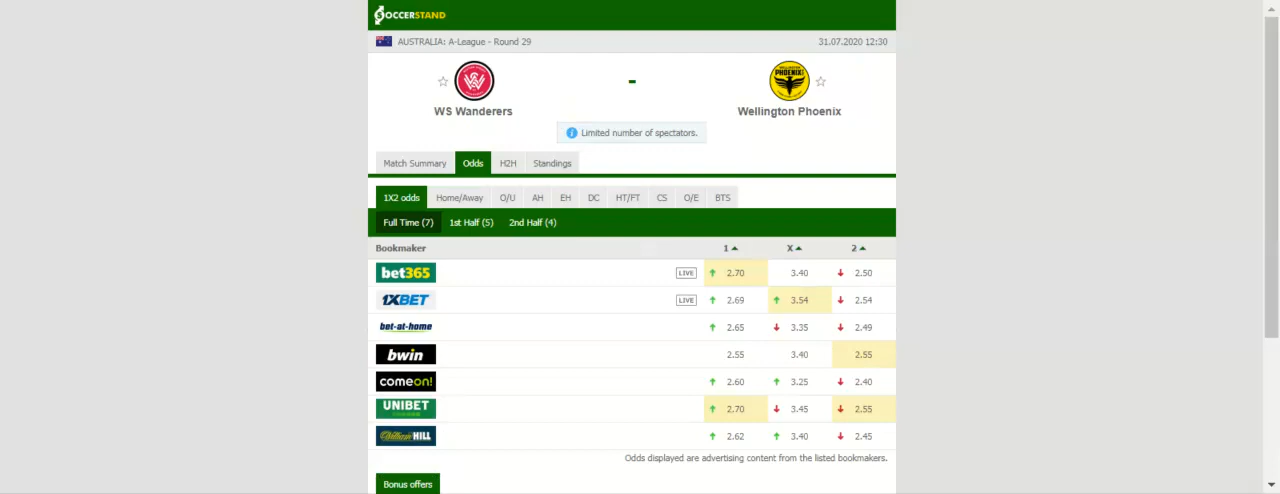 SOCCERSTAND
AUSTRALIA: A-League - Round 29 31.07.2020 12:30
WS Wanderers - Wellington Phoenix
Limited number of spectators.
Match Summary Odds H2H Standings
1X2 odds Home/Away O/U AH EH DC HT/FT CS O/E BTS
Full Time (7) 1st Half (5) 2nd Half (4)
Bookmaker 1 X 2
bet365 LIVE 2.70 3.40 2.50
1XBET LIVE 2.69 3.54 2.54
bet-at-home 2.65 3.35 2.49
bwin 2.55 3.40 2.55
comeon! 2.60 3.25 2.40
UNIBET 2.70 3.45 2.55
William HILL 2.62 3.40 2.45
Odds displayed are advertising content from the listed bookmakers.
Bonus offers